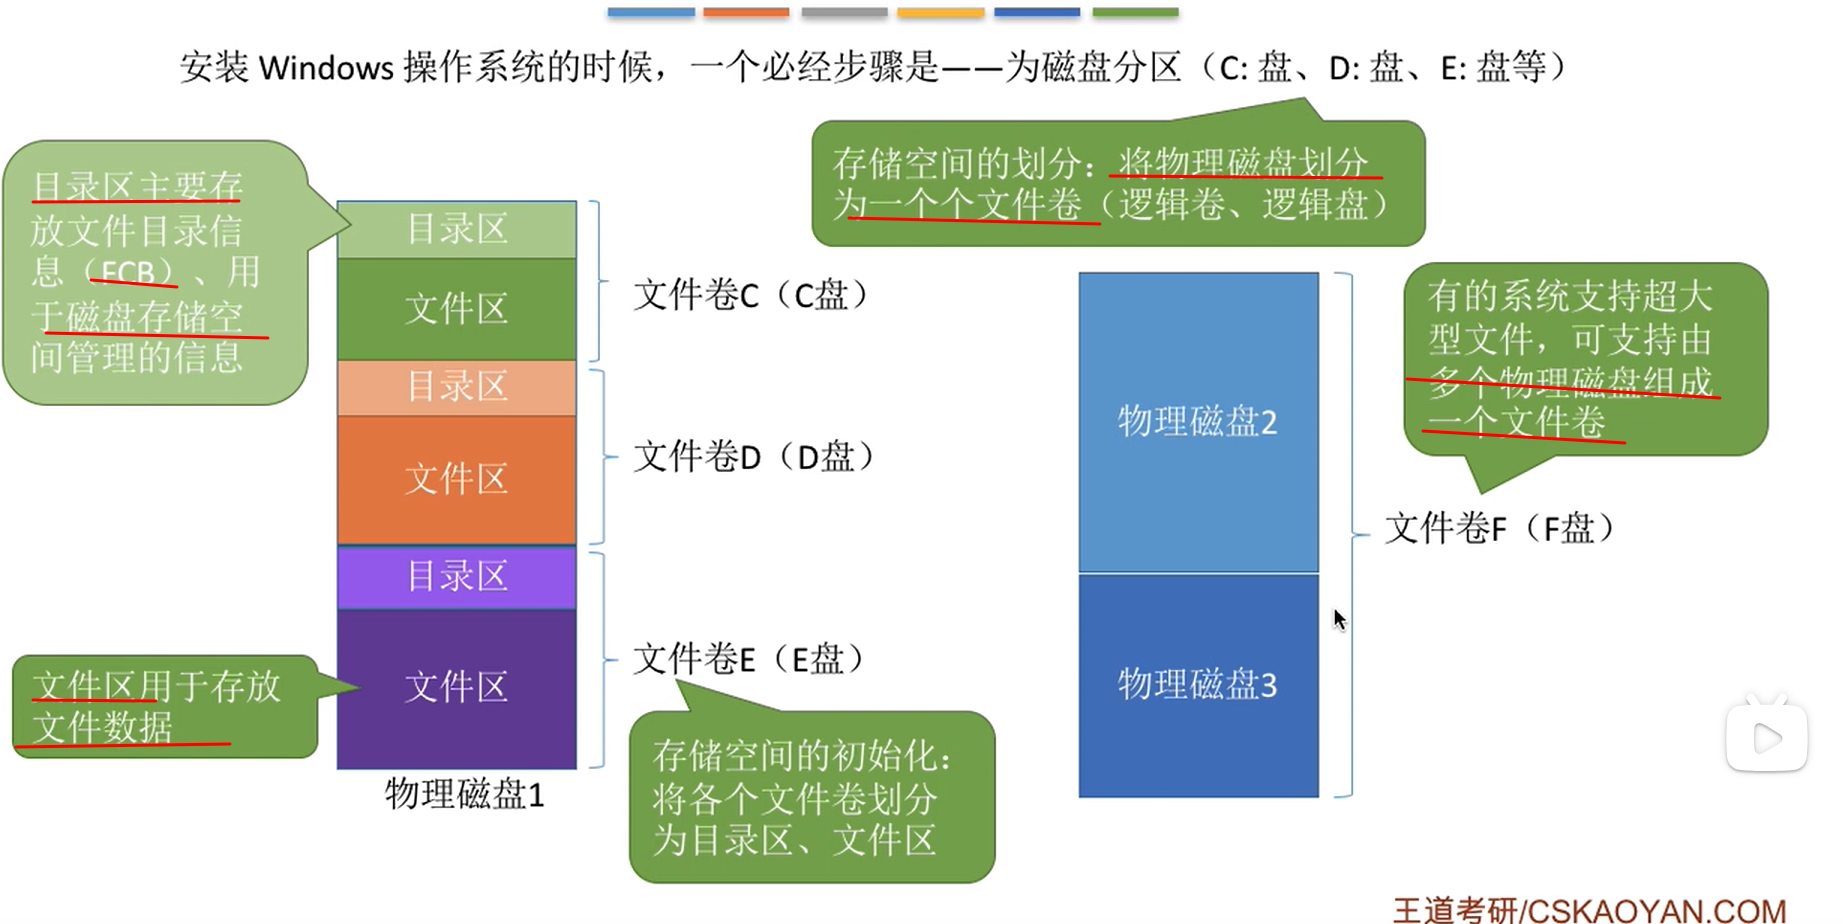 安装 Windows 操作系统的时候，一个必经步骤是——为磁盘分区（C: 盘、D: 盘、E: 盘等）
存储空间的划分：将物理磁盘划分
为一个个文件卷（逻辑卷、逻辑盘）
目录区主要存
放文件目录信
息（FCB）、用
于磁盘存储空
间管理的信息
目录区
文件区
文件卷C（C盘）
目录区
文件区
文件卷D（D盘）
目录区
文件区
文件卷E（E盘）
文件区用于存放
文件数据
物理磁盘1
存储空间的初始化：
将各个文件卷划分
为目录区、文件区
物理磁盘2
物理磁盘3
有的系统支持超大
型文件，可支持由
多个物理磁盘组成
一个文件卷
文件卷F（F盘）
王道考研/CSKAOYAN.COM